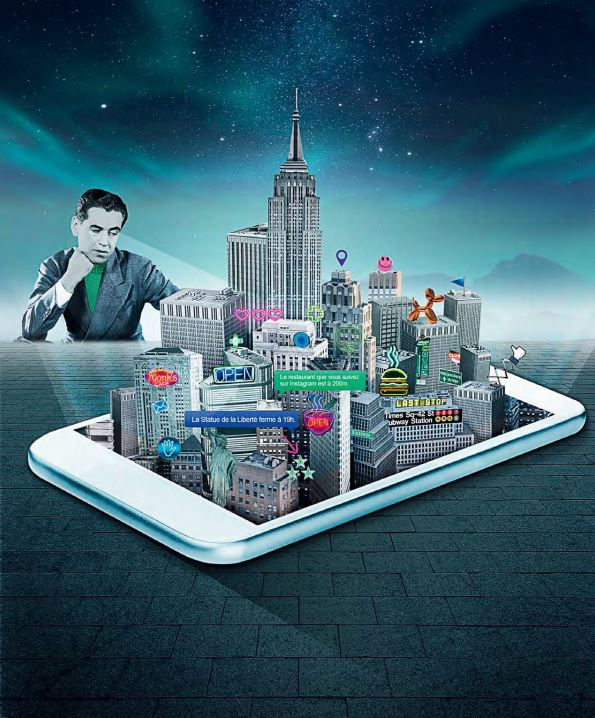 OPEN
Le restaurant que vous suivez
sur Instagram est à 200m.
LAST STOP
La Statue de la Liberté ferme à 19h.
OPEN
Times Sq-42 St
Subway Station